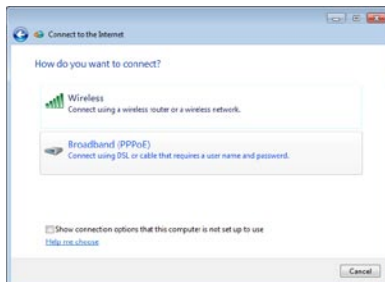 Connect to the Internet
How do you want to connect?
Wireless
Connect using a wireless router or a wireless network.
Broadband (PPPoE)
Connect using DSL or cable that requires a user name and password.
Show connection options that this computer is not set up to use
Help me choose
Cancel